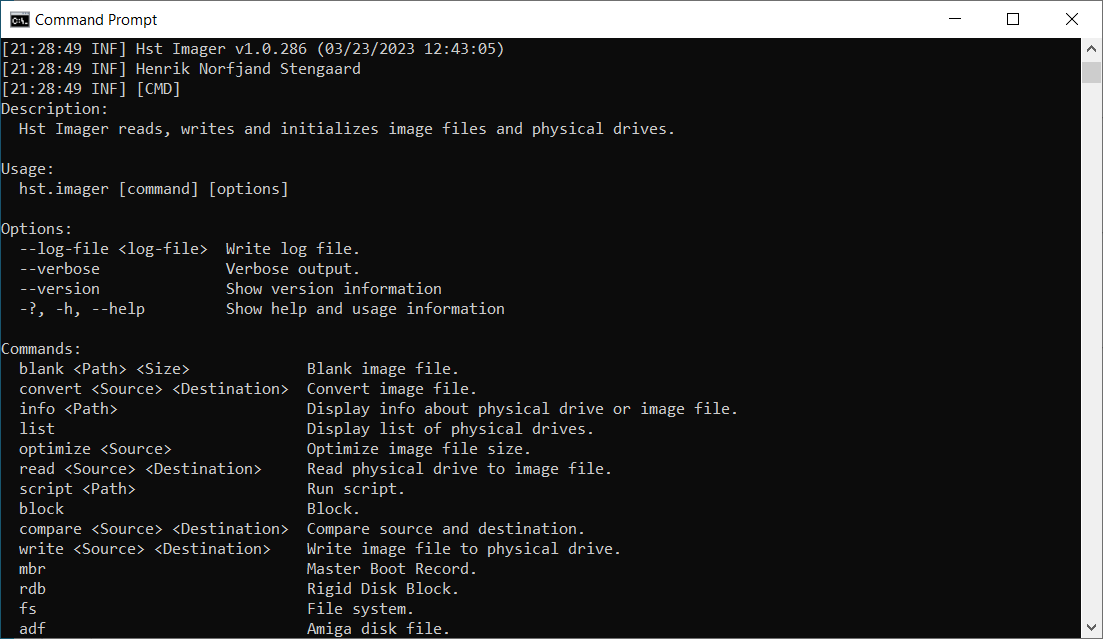 Command Prompt
[21:28:49 INF] Hst Imager v1.0.286 (03/23/2023 12:43:05)
[21:28:49 INF] Henrik Norfjand Stengaard
[21:28:49 INF] [CMD]
Description:
  Hst Imager reads, writes and initializes image files and physical drives.

Usage:
  hst.imager [command] [options]

Options:
  --log-file <log-file>  Write log file.
  --verbose              Verbose output.
  --version              Show version information
  -?, -h, --help         Show help and usage information

Commands:
  blank <Path> <Size>             Blank image file.
  convert <Source> <Destination>  Convert image file.
  info <Path>                     Display info about physical drive or image file.
  list                            Display list of physical drives.
  optimize <Source>               Optimize image file size.
  read <Source> <Destination>     Read physical drive to image file.
  script <Path>                   Run script.
  block                           Block.
  compare <Source> <Destination>  Compare source and destination.
  write <Source> <Destination>    Write image file to physical drive.
  mbr                             Master Boot Record.
  rdb                             Rigid Disk Block.
  fs                              File system.
  adf                             Amiga disk file.